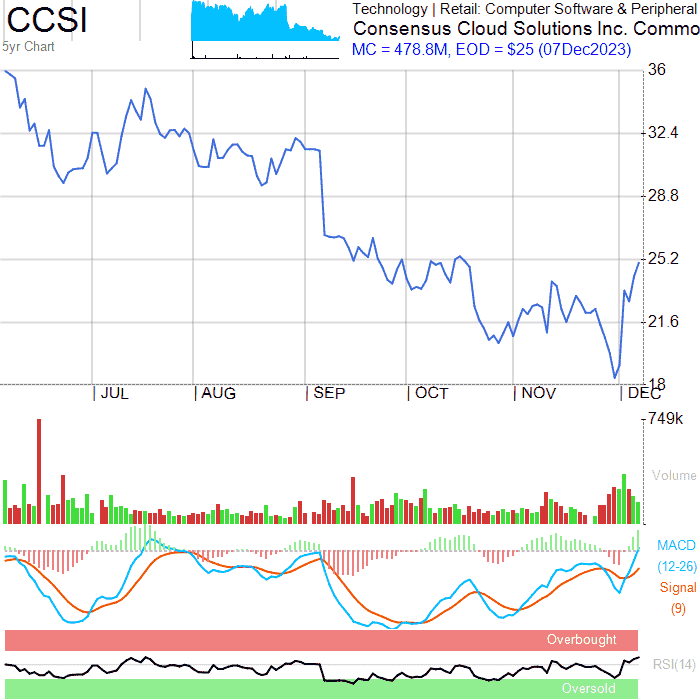 CCSI
5yr Chart
Technology | Retail: Computer Software & Peripheral
Consensus Cloud Solutions Inc. Commo
MC = 478.8M, EOD = $25 (07Dec2023)
36
32.4
28.8
25.2
21.6
18
JUL AUG SEP OCT NOV DEC
749k
Volume
MACD
(12-26)
Signal
(9)
Overbought
RSI(14)
Oversold